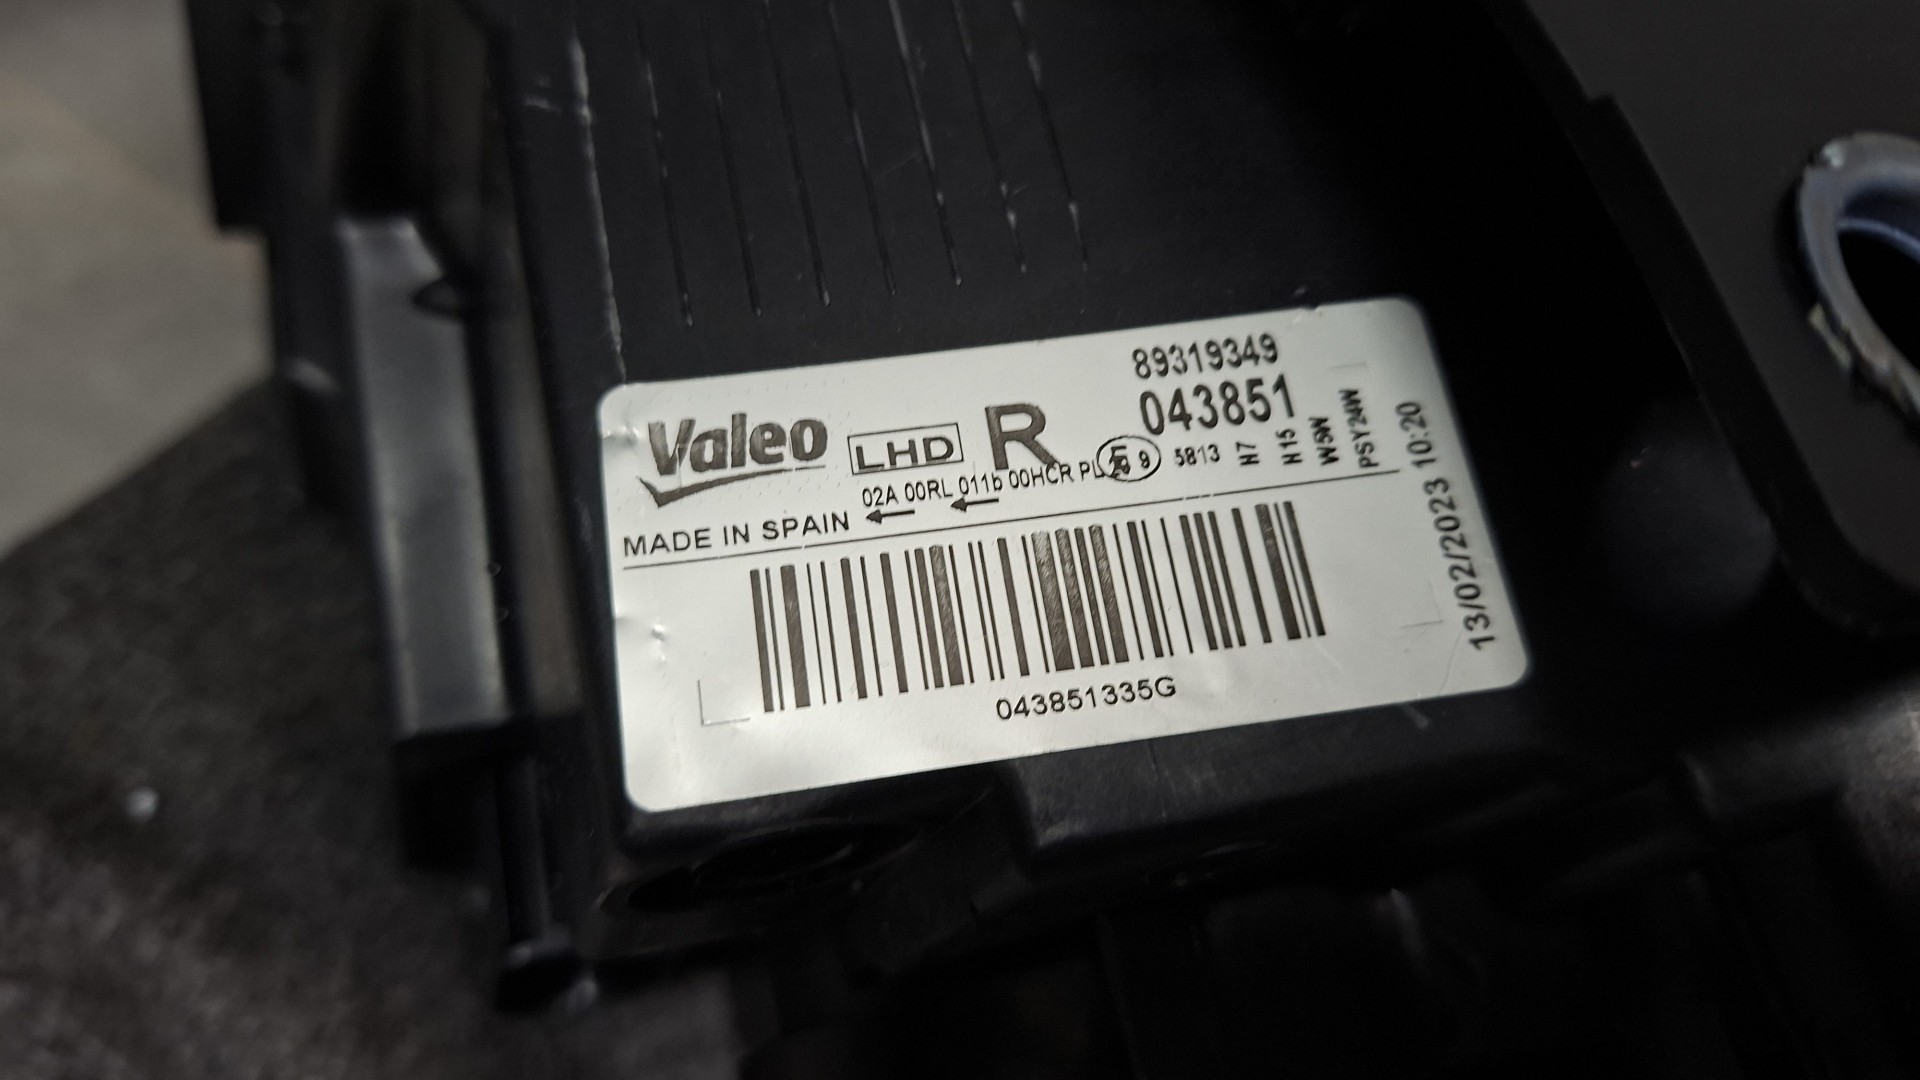 89319349
Valeo LHD R 043851
02A 00RL 011b 00HCR PL E 9 5813 H7 H15 W5W PSY24W
MADE IN SPAIN
043851335G
13/02/2023 10:20